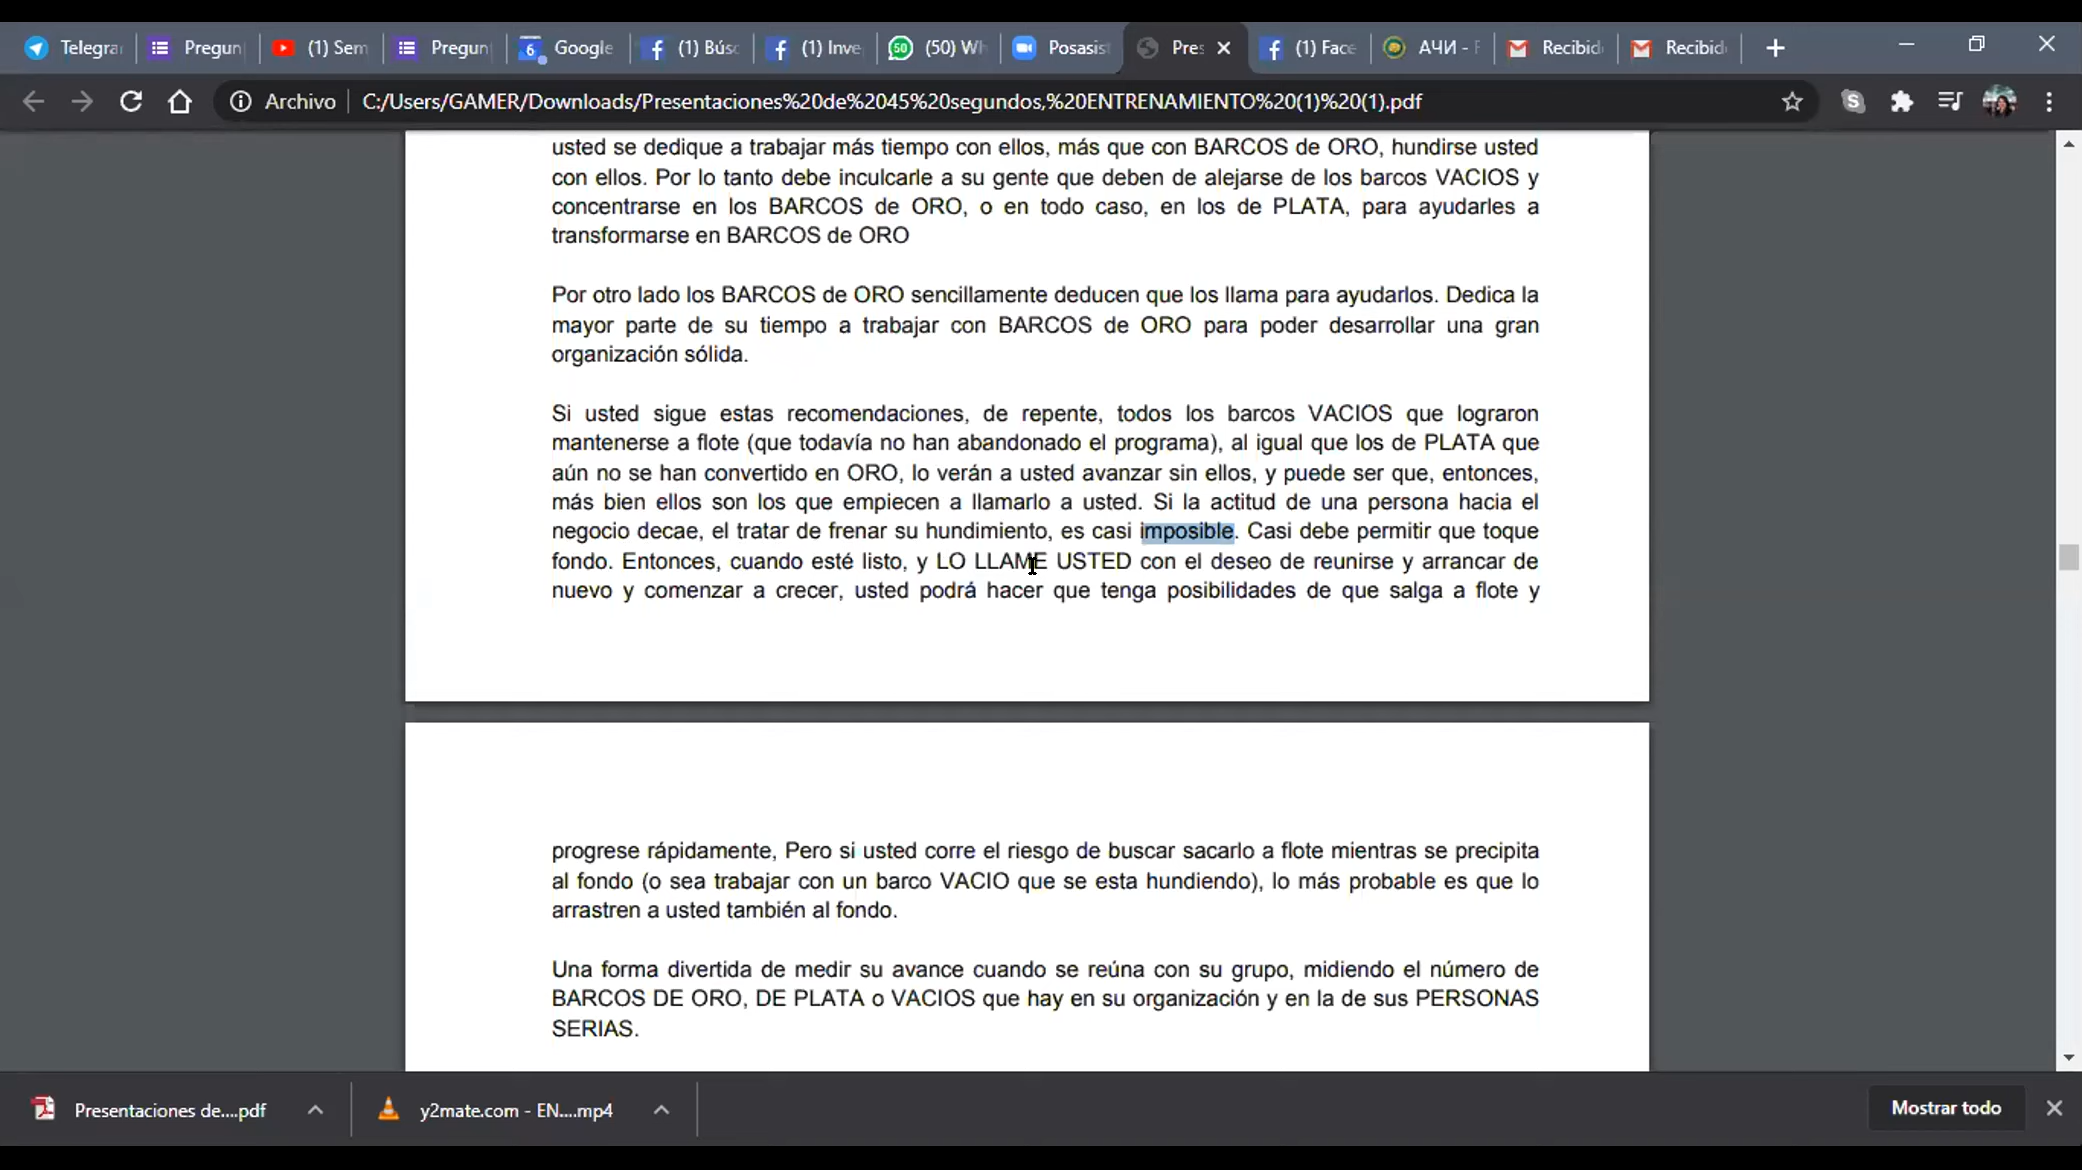 Telegra
Pregun
(1) Sem
Pregun
6
Google
(1) Búsc
(1) Inve
50
(50) Wh
Posasist
Pres
(1) Face
АЧИ - F
Recibid
Recibid
Archivo
C:/Users/GAMER/Downloads/Presentaciones%20de%2045%20segundos,%20ENTRENAMIENTO%20(1)%20(1).pdf
usted se dedique a trabajar más tiempo con ellos, más que con BARCOS de ORO, hundirse usted
con ellos. Por lo tanto debe inculcarle a su gente que deben de alejarse de los barcos VACIOS y
concentrarse en los BARCOS de ORO, o en todo caso, en los de PLATA, para ayudarles a
transformarse en BARCOS de ORO
Por otro lado los BARCOS de ORO sencillamente deducen que los llama para ayudarlos. Dedica la
mayor parte de su tiempo a trabajar con BARCOS de ORO para poder desarrollar una gran
organización sólida.
Si usted sigue estas recomendaciones, de repente, todos los barcos VACIOS que lograron
mantenerse a flote (que todavía no han abandonado el programa), al igual que los de PLATA que
aún no se han convertido en ORO, lo verán a usted avanzar sin ellos, y puede ser que, entonces,
más bien ellos son los que empiecen a llamarlo a usted. Si la actitud de una persona hacia el
negocio decae, el tratar de frenar su hundimiento, es casi imposible. Casi debe permitir que toque
fondo. Entonces, cuando esté listo, y LO LLAME USTED con el deseo de reunirse y arrancar de
nuevo y comenzar a crecer, usted podrá hacer que tenga posibilidades de que salga a flote y
progrese rápidamente, Pero si usted corre el riesgo de buscar sacarlo a flote mientras se precipita
al fondo (o sea trabajar con un barco VACIO que se esta hundiendo), lo más probable es que lo
arrastren a usted también al fondo.
Una forma divertida de medir su avance cuando se reúna con su grupo, midiendo el número de
BARCOS DE ORO, DE PLATA o VACIOS que hay en su organización y en la de sus PERSONAS
SERIAS.
Presentaciones de....pdf
y2mate.com - EN....mp4
Mostrar todo